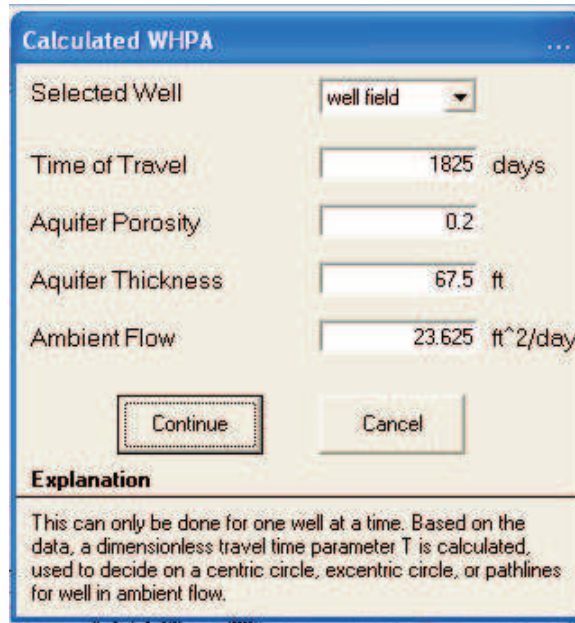 Calculated WHPA ...
Selected Well well field
Time of Travel 1825 days
Aquifer Porosity 0.2
Aquifer Thickness 67.5 ft
Ambient Flow 23.625 ft^2/day
Continue Cancel
Explanation
This can only be done for one well at a time. Based on the
data, a dimensionless travel time parameter T is calculated,
used to decide on a centric circle, excentric circle, or pathlines
for well in ambient flow.